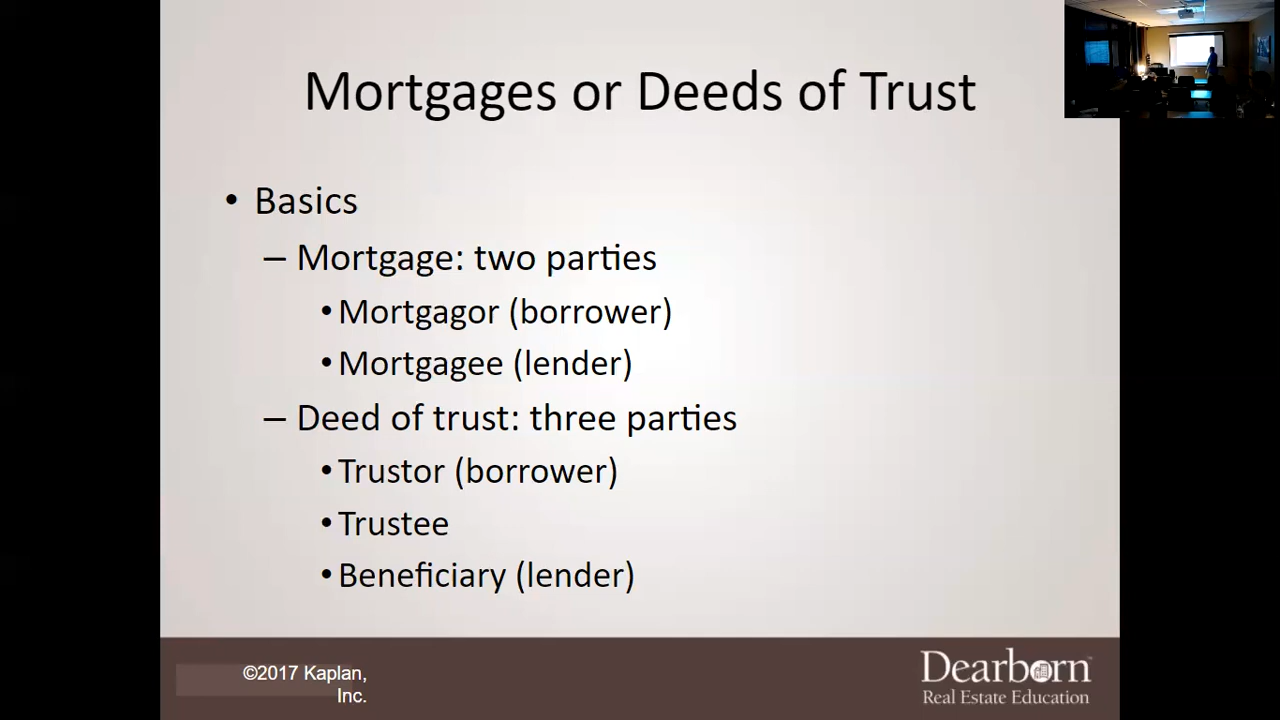 Mortgages or Deeds of Trust
• Basics
– Mortgage: two parties
• Mortgagor (borrower)
• Mortgagee (lender)
– Deed of trust: three parties
• Trustor (borrower)
• Trustee
• Beneficiary (lender)
©2017 Kaplan,
Inc.
Dearborn™
Real Estate Education